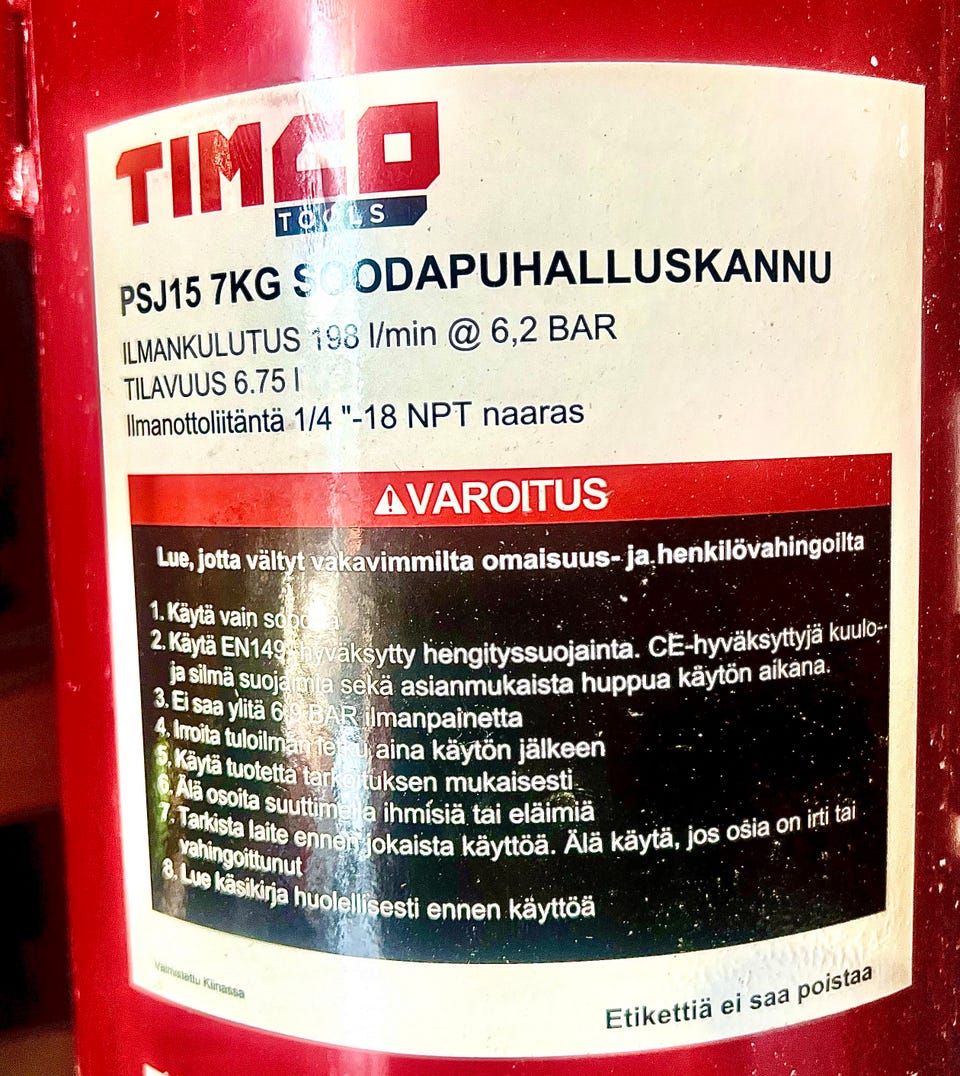 TIMCO
TOOLS
PSJ15 7KG SOODAPUHALLUSKANNU
ILMANKULUTUS 198 l/min @ 6,2 BAR
TILAVUUS 6.75 l
Ilmanottoliitäntä 1/4 "-18 NPT naaras
⚠VAROITUS
Lue, jotta vältyt vakavimmilta omaisuus- ja henkilövahingoilta
1. Käytä vain soodaa
2. Käytä EN149-hyväksytty hengityssuojainta. CE-hyväksyttyjä kuulo-
ja silmä suojaimia sekä asianmukaista huppua käytön aikana.
3. Ei saa ylitä 6,9 BAR ilmanpainetta
4. Irroita tuloilman letku aina käytön jälkeen
5. Käytä tuotetta tarkoituksen mukaisesti
6. Älä osoita suuttimella ihmisiä tai eläimiä
7. Tarkista laite ennen jokaista käyttöä. Älä käytä, jos osia on irti tai
vahingoittunut
8. Lue käsikirja huolellisesti ennen käyttöä
Valmistettu Kiinassa
Etikettiä ei saa poistaa